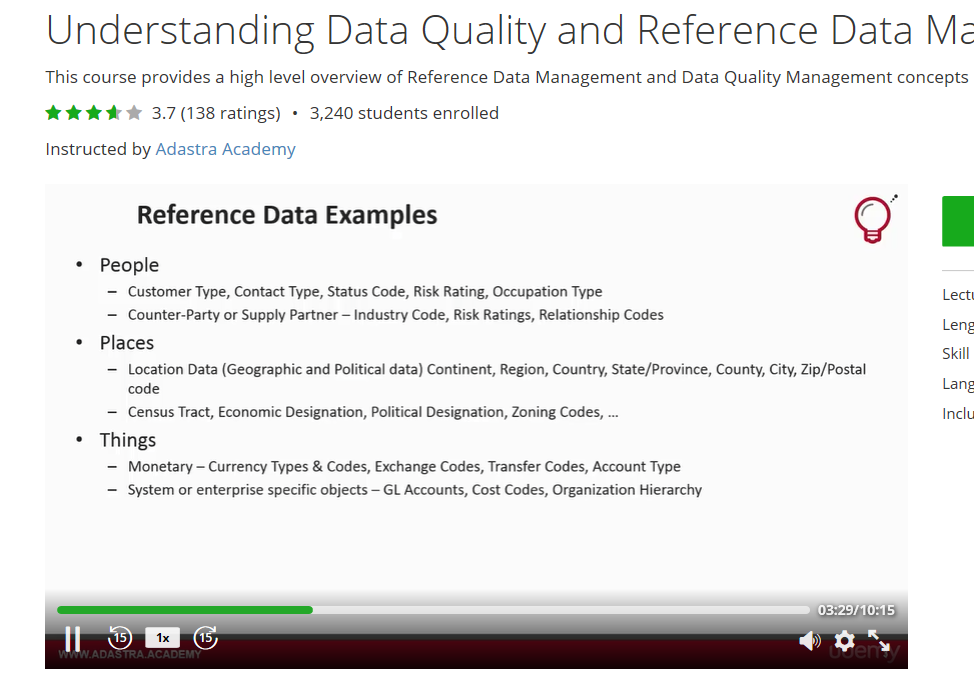 Understanding Data Quality and Reference Data Ma
This course provides a high level overview of Reference Data Management and Data Quality Management concepts
3.7 (138 ratings) • 3,240 students enrolled
Instructed by Adastra Academy
Reference Data Examples
• People
– Customer Type, Contact Type, Status Code, Risk Rating, Occupation Type
– Counter-Party or Supply Partner – Industry Code, Risk Ratings, Relationship Codes
• Places
– Location Data (Geographic and Political data) Continent, Region, Country, State/Province, County, City, Zip/Postal
code
– Census Tract, Economic Designation, Political Designation, Zoning Codes, ...
• Things
– Monetary – Currency Types & Codes, Exchange Codes, Transfer Codes, Account Type
– System or enterprise specific objects – GL Accounts, Cost Codes, Organization Hierarchy
Lectu
Leng
Skill
Lang
Inclu
03:29/10:15
15 1x 15
WWW.ADASTRA.ACADEMY
udemy